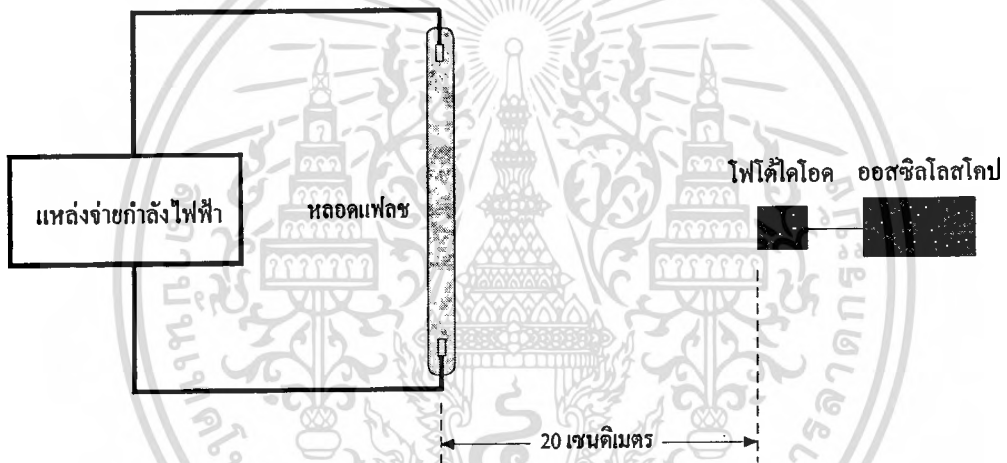 โฟโต้ไดโอด ออสซิลโลสโคป
แหล่งจ่ายกำลังไฟฟ้า
หลอดแฟลช
20 เซนติเมตร